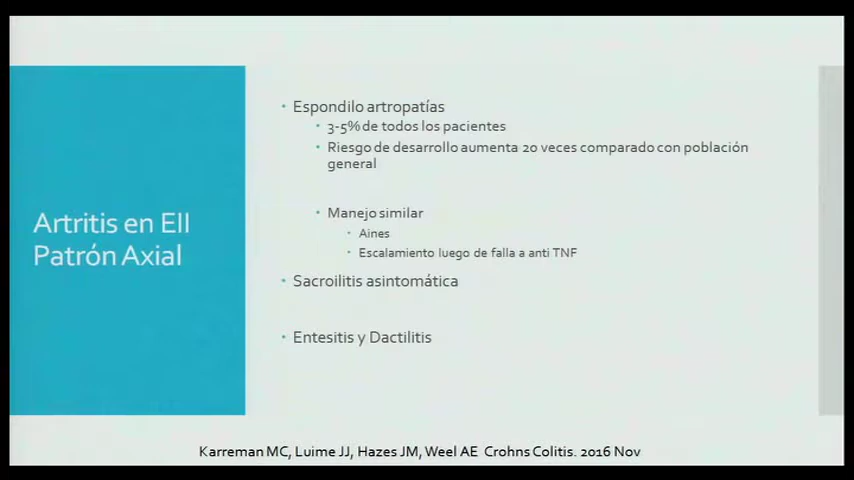 Artritis en EII
Patrón Axial
Espondilo artropatías
3-5% de todos los pacientes
Riesgo de desarrollo aumenta 20 veces comparado con población
general
Manejo similar
Aines
Escalamiento luego de falla a anti TNF
Sacroilitis asintomática
Entesitis y Dactilitis
Karreman MC, Luime JJ, Hazes JM, Weel AE Crohns Colitis. 2016 Nov